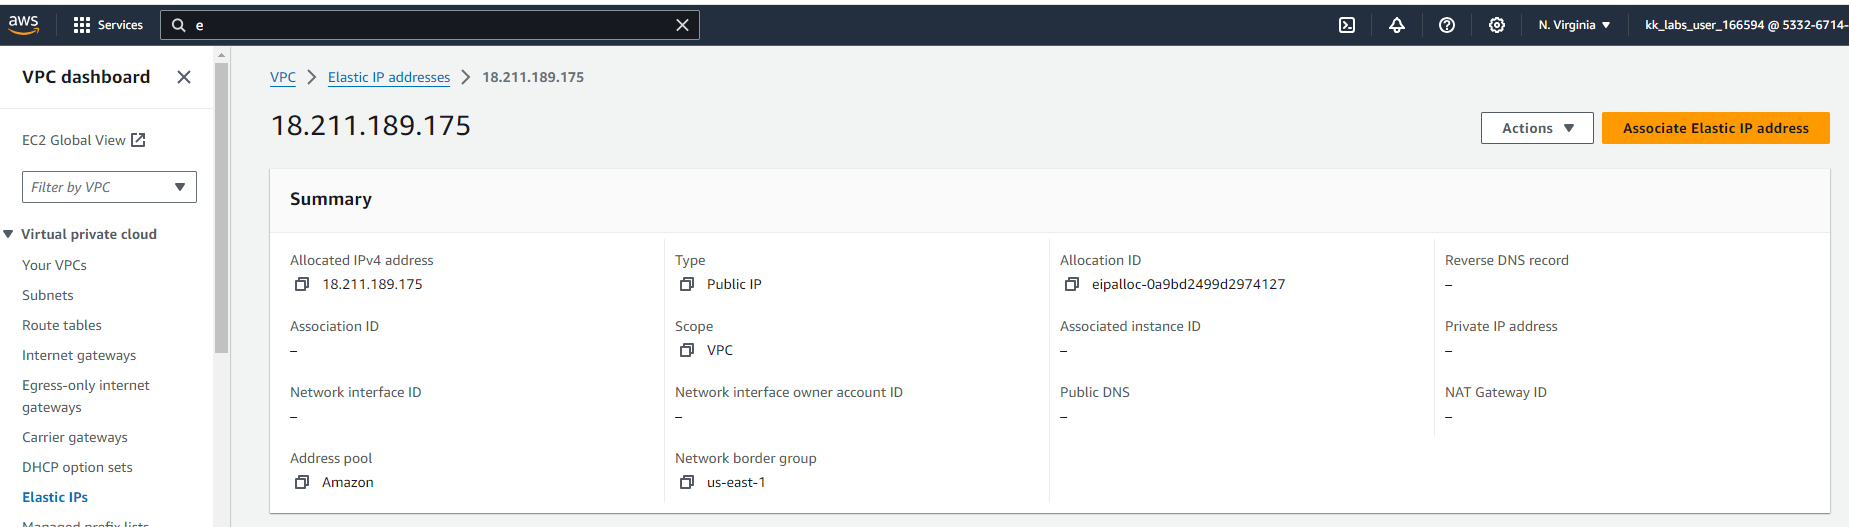 aws Services e N. Virginia kk_labs_user_166594 @ 5332-6714-
VPC dashboard
EC2 Global View
Filter by VPC
Virtual private cloud
Your VPCs
Subnets
Route tables
Internet gateways
Egress-only internet
gateways
Carrier gateways
DHCP option sets
Elastic IPs
Managed prefix lists
VPC Elastic IP addresses 18.211.189.175
18.211.189.175
Actions
Associate Elastic IP address
Summary
Allocated IPv4 address
18.211.189.175
Type
Public IP
Allocation ID
eipalloc-0a9bd2499d2974127
Reverse DNS record
–
Association ID
–
Scope
VPC
Associated instance ID
–
Private IP address
–
Network interface ID
–
Network interface owner account ID
–
Public DNS
–
NAT Gateway ID
–
Address pool
Amazon
Network border group
us-east-1